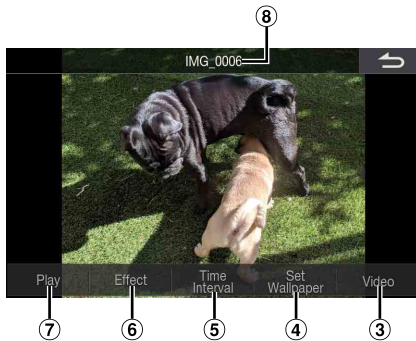 ⑧
IMG_0006
Play
Effect
Time
Interval
Set
Wallpaper
Video
⑦
⑥
⑤
④
③